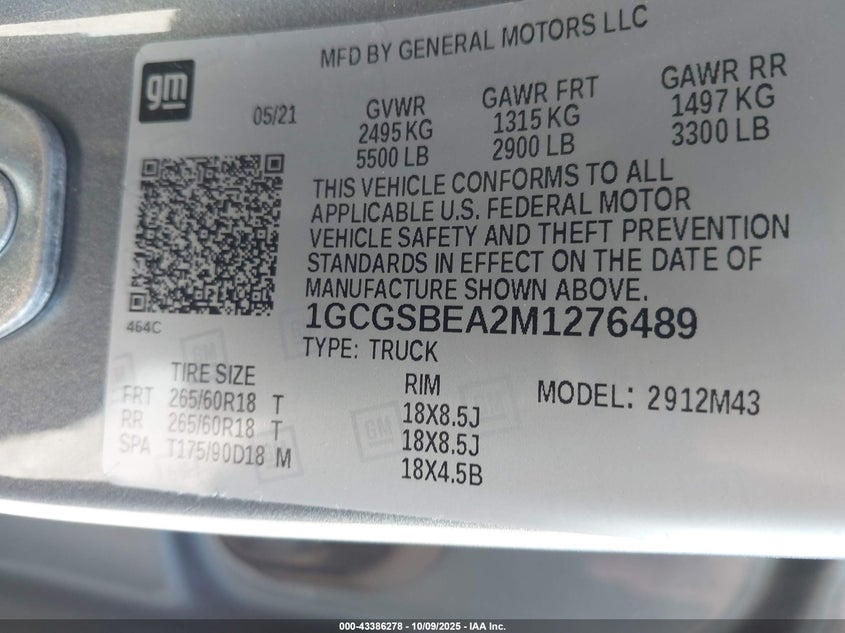 MFD BY GENERAL MOTORS LLC
gm
05/21
GVWR
2495 KG
5500 LB
GAWR FRT
1315 KG
2900 LB
GAWR RR
1497 KG
3300 LB
THIS VEHICLE CONFORMS TO ALL
APPLICABLE U.S. FEDERAL MOTOR
VEHICLE SAFETY AND THEFT PREVENTION
STANDARDS IN EFFECT ON THE DATE OF
MANUFACTURE SHOWN ABOVE.
464C
1GCGSBEA2M1276489
TYPE: TRUCK
TIRE SIZE RIM MODEL: 2912M43
FRT 265/60R18 T 18X8.5J
RR 265/60R18 T 18X8.5J
SPA T175/90D18 M 18X4.5B
GM
GM
000-43386278 - 10/09/2025 - IAA Inc.